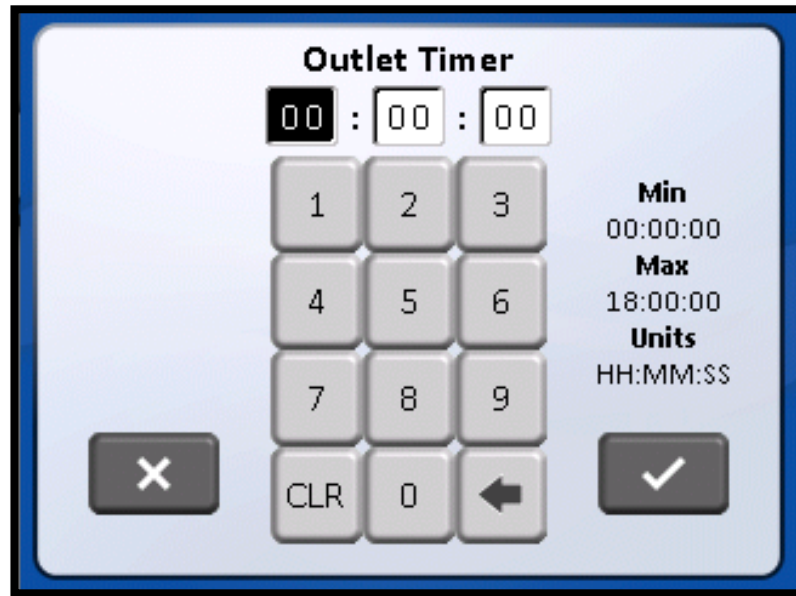 Outlet Timer
00 : 00 : 00
1 2 3
4 5 6
7 8 9
CLR 0
Min
00:00:00
Max
18:00:00
Units
HH:MM:SS